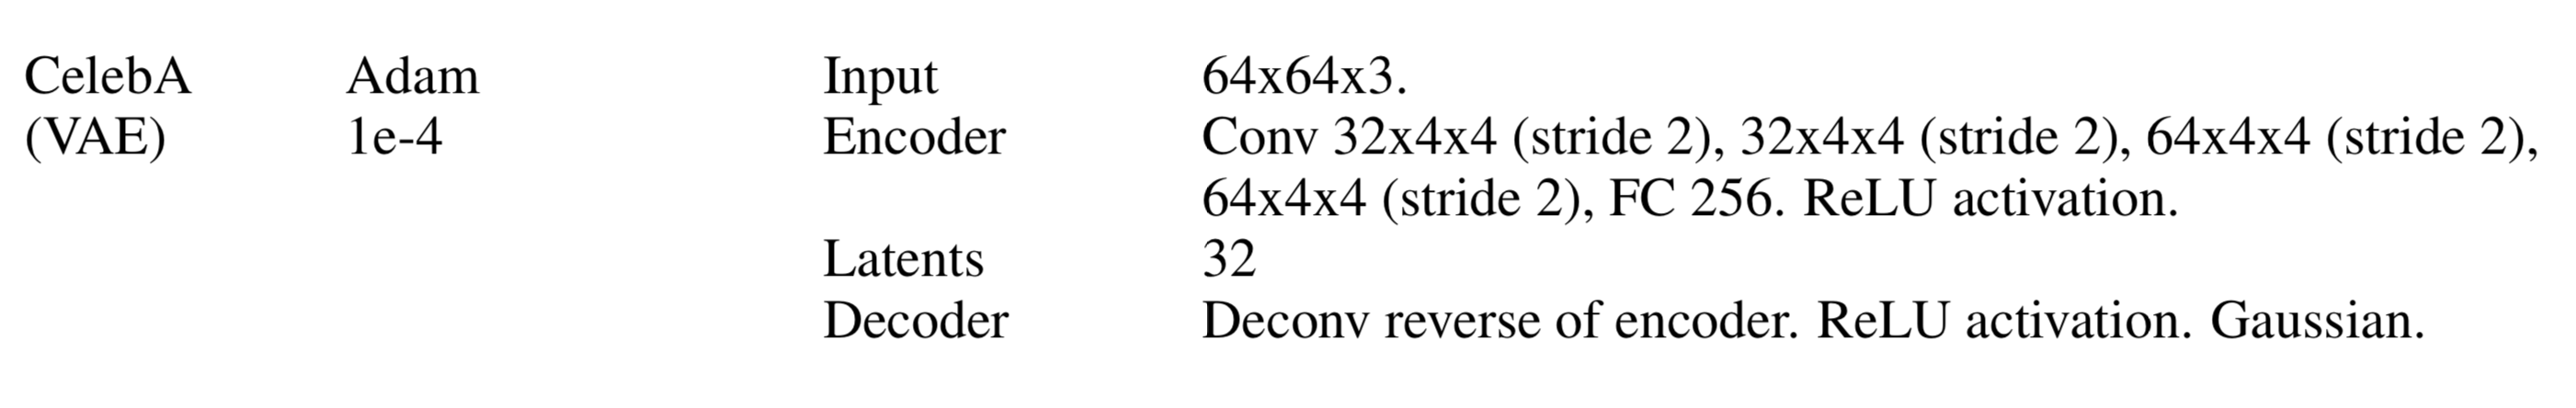 CelebA Adam Input 64x64x3.
(VAE) 1e-4 Encoder Conv 32x4x4 (stride 2), 32x4x4 (stride 2), 64x4x4 (stride 2),
64x4x4 (stride 2), FC 256. ReLU activation.
Latents 32
Decoder Deconv reverse of encoder. ReLU activation. Gaussian.